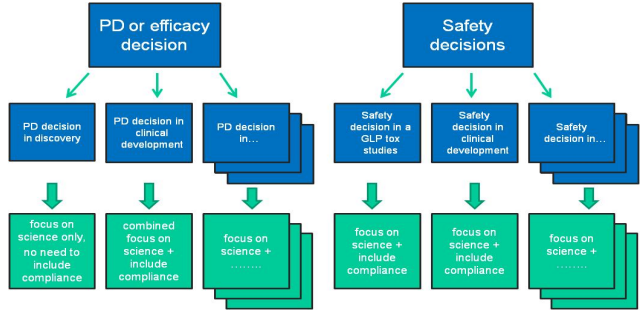 PD or efficacy
decision
Safety
decisions
PD decision
in discovery
PD decision in
clinical
development
PD decision
in...
Safety
decision in a
GLP tox
studies
Safety
decision in
clinical
development
Safety
decision in...
focus on
science only,
no need to
include
compliance
combined
focus on
science +
include
compliance
focus on
science +
........
focus on
science +
include
compliance
focus on
science +
include
compliance
focus on
science +
........